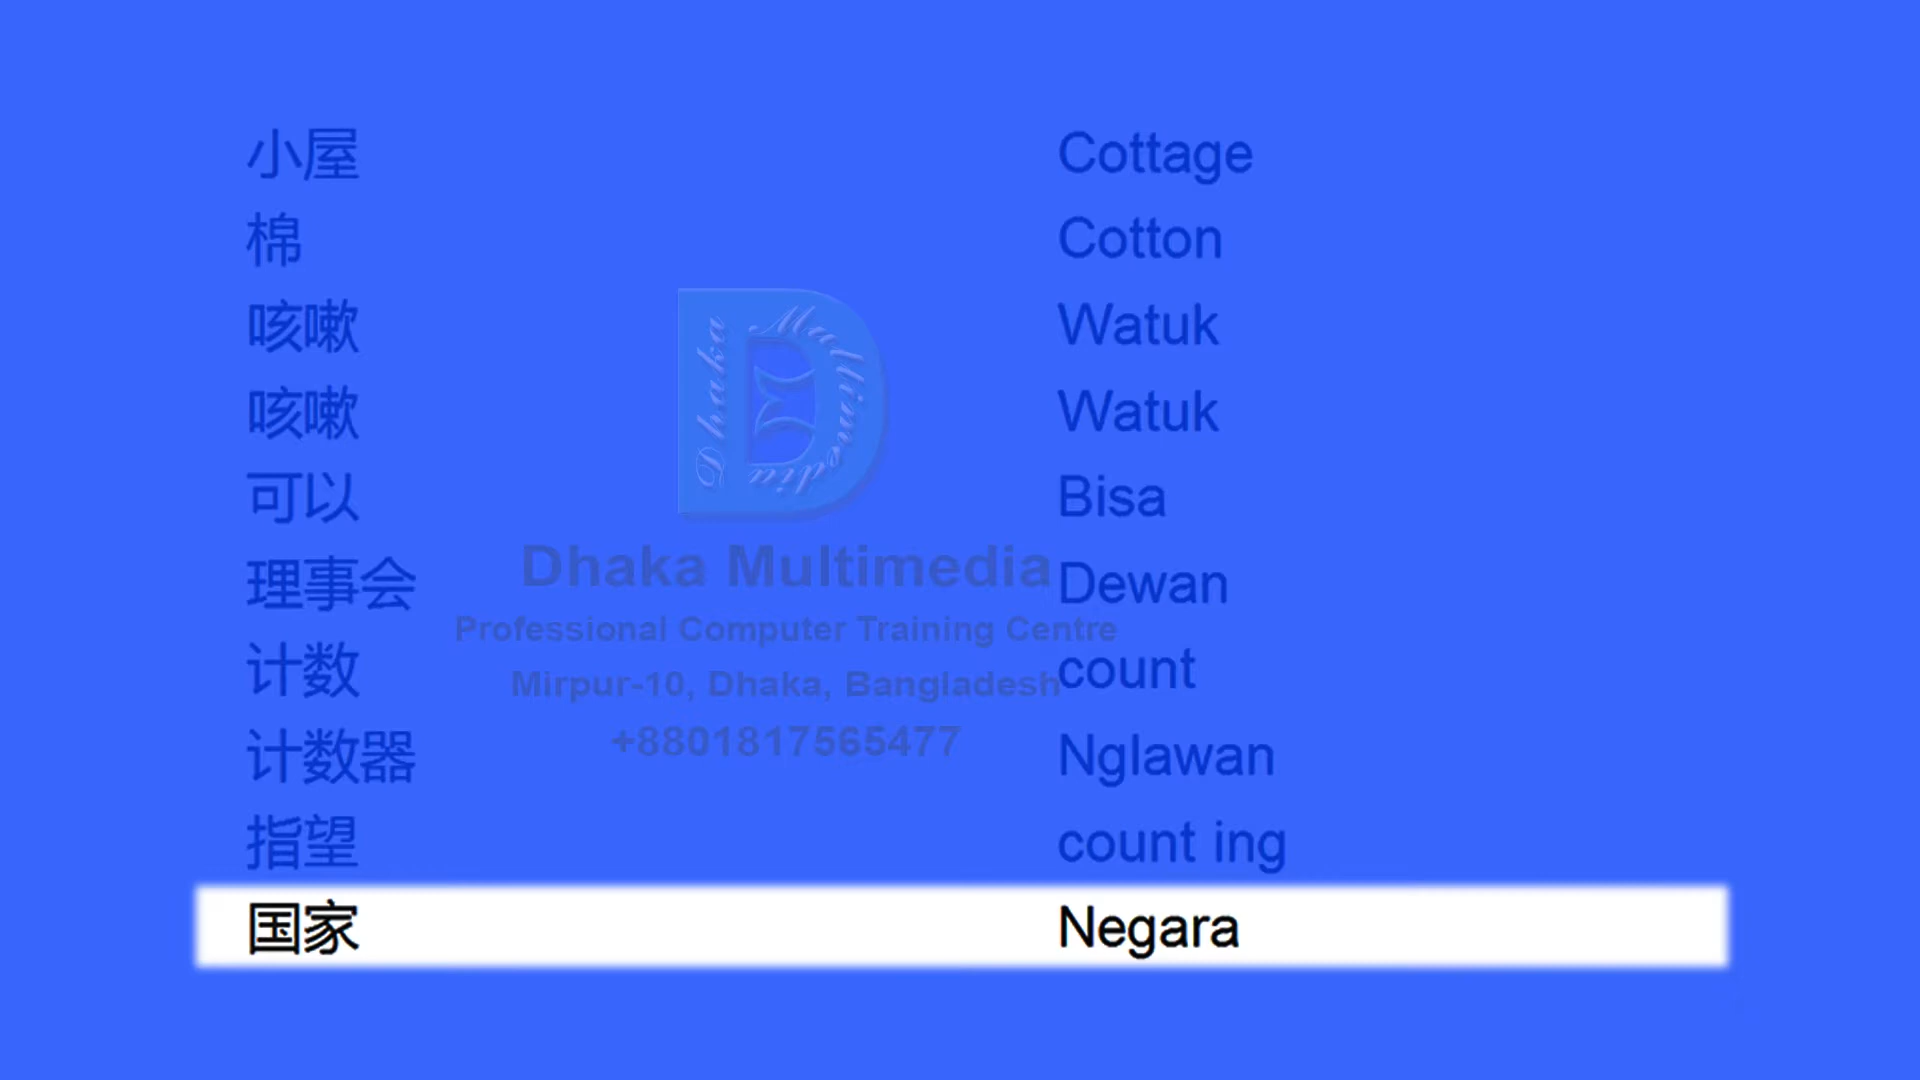 小屋 Cottage
棉 Cotton
咳嗽 Watuk
咳嗽 Watuk
可以 Bisa
理事会 Dewan
计数 count
计数器 Nglawan
指望 count ing
国家 Negara
Dhaka Multimedia
Dhaka Multimedia
Professional Computer Training Centre
Mirpur-10, Dhaka, Bangladesh
+8801817565477